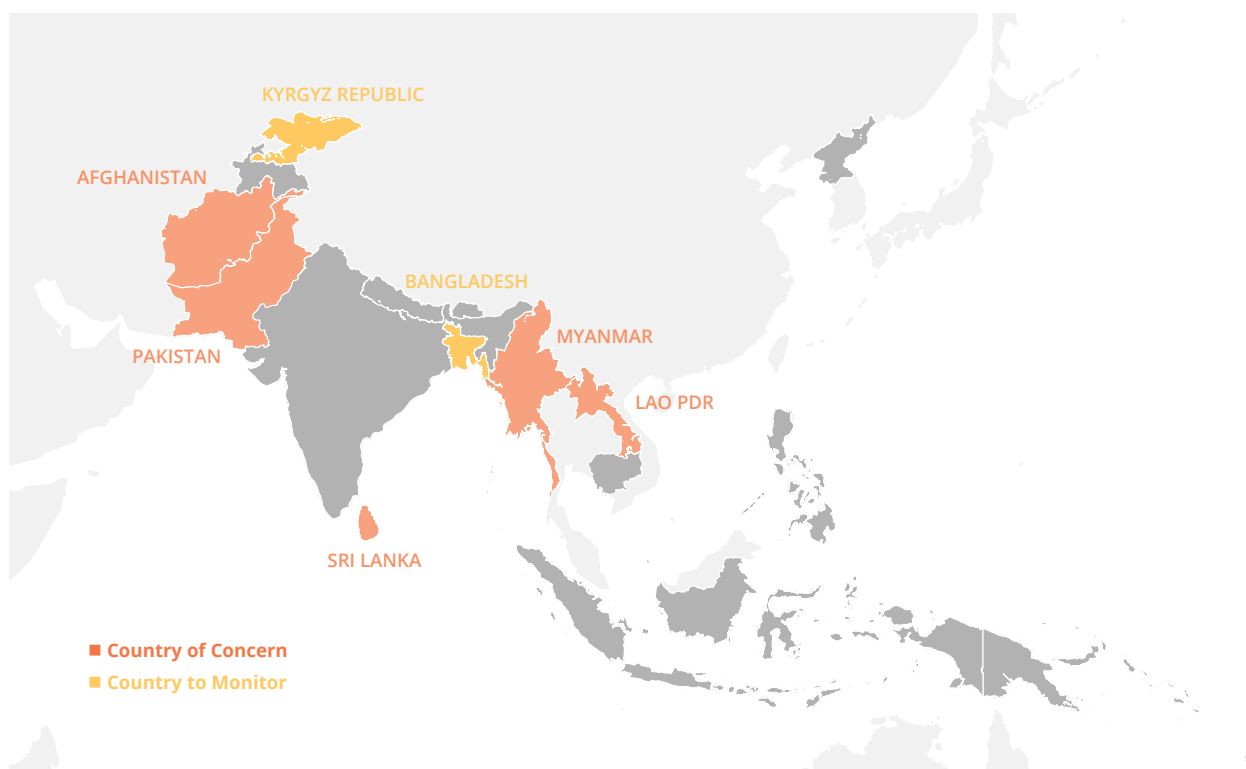 KYRGYZ REPUBLIC
AFGHANISTAN
BANGLADESH
MYANMAR
PAKISTAN
LAO PDR
SRI LANKA
Country of Concern
Country to Monitor